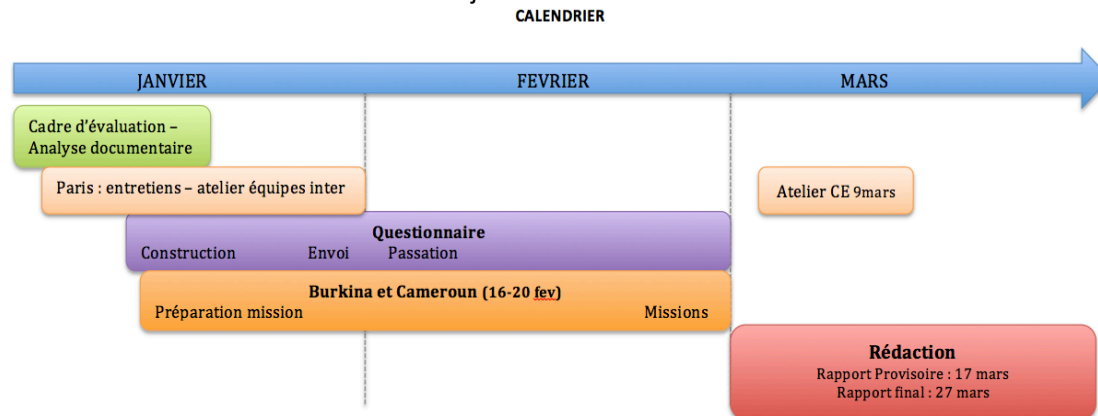 CALENDRIER
JANVIER FEVRIER MARS
Cadre d'évaluation –
Analyse documentaire
Paris : entretiens – atelier équipes inter
Atelier CE 9mars
Questionnaire
Construction Envoi Passation
Burkina et Cameroun (16-20 fev)
Préparation mission Missions
Rédaction
Rapport Provisoire : 17 mars
Rapport final : 27 mars